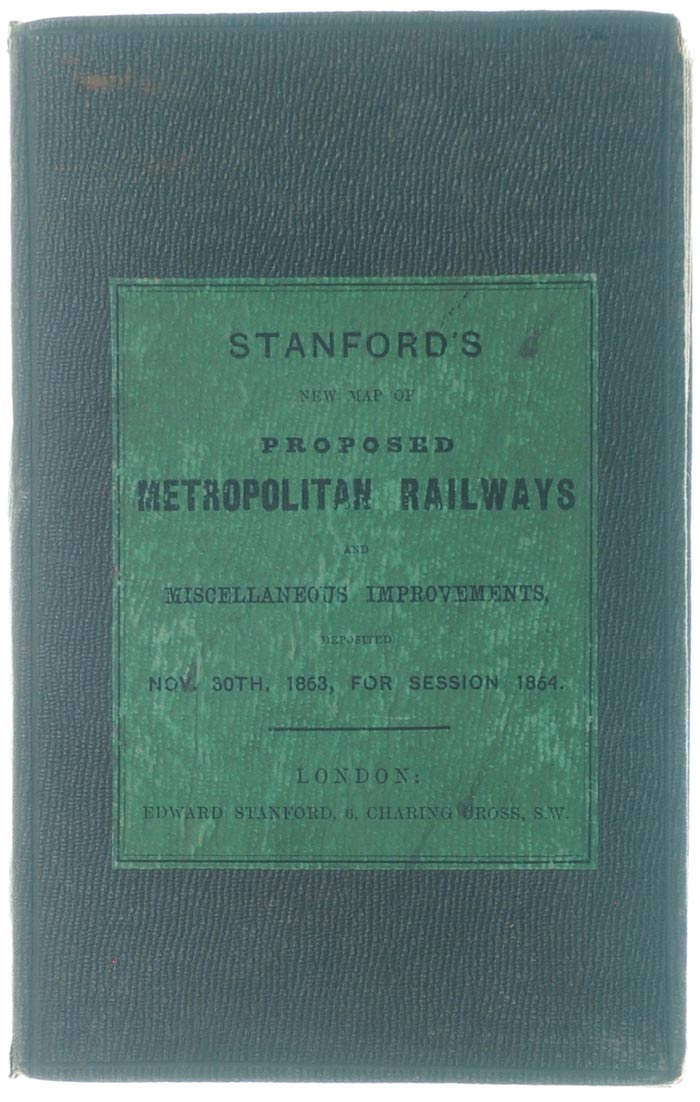 STANFORD'S
NEW MAP OF
PROPOSED
METROPOLITAN RAILWAYS
AND
MISCELLANEOUS IMPROVEMENTS,
DEPOSITED
NOV. 30TH, 1863, FOR SESSION 1864.
LONDON:
EDWARD STANFORD, 6, CHARING CROSS, S.W.